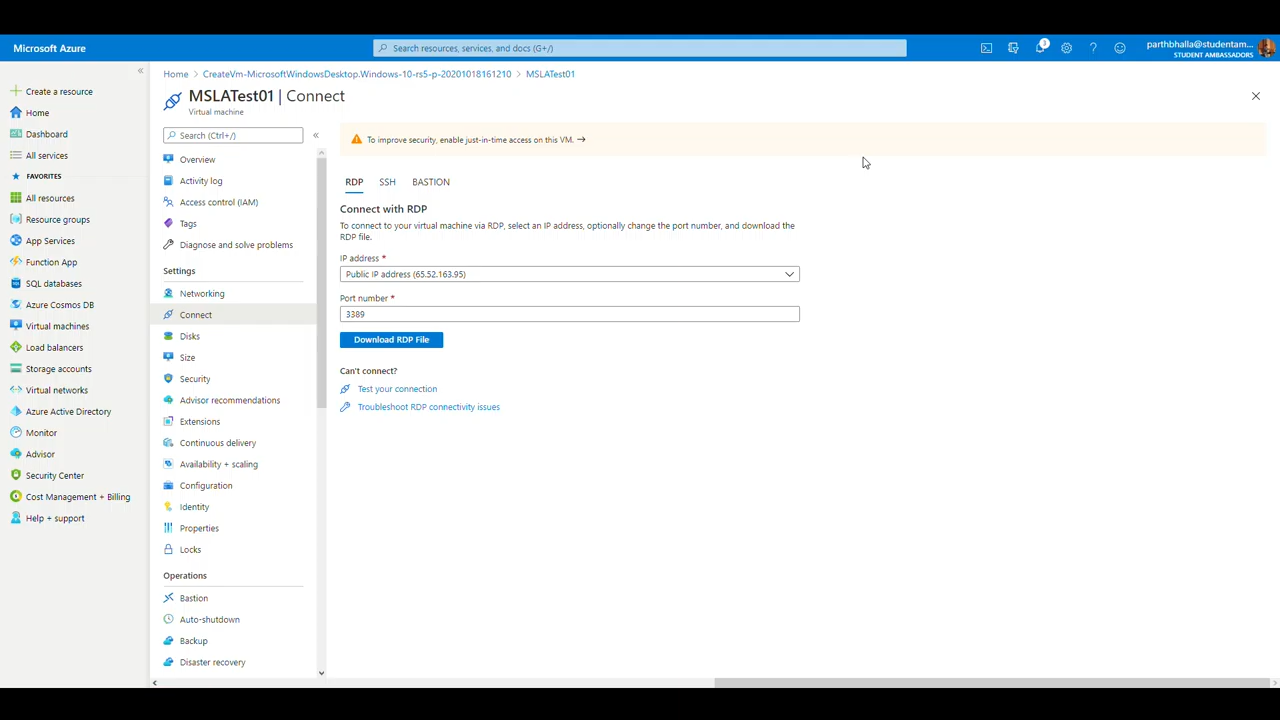 Microsoft Azure
Search resources, services, and docs (G+/)
3
parthbhalla@studentam...
STUDENT AMBASSADORS
«
Create a resource
Home
Dashboard
All services
FAVORITES
All resources
Resource groups
App Services
Function App
SQL databases
Azure Cosmos DB
Virtual machines
Load balancers
Storage accounts
Virtual networks
Azure Active Directory
Monitor
Advisor
Security Center
Cost Management + Billing
Help + support
Home > CreateVm-MicrosoftWindowsDesktop.Windows-10-rs5-p-20201018161210 > MSLATest01
MSLATest01 | Connect
Virtual machine
Search (Ctrl+/)
«
Overview
Activity log
Access control (IAM)
Tags
Diagnose and solve problems
Settings
Networking
Connect
Disks
Size
Security
Advisor recommendations
Extensions
Continuous delivery
Availability + scaling
Configuration
Identity
Properties
Locks
Operations
Bastion
Auto-shutdown
Backup
Disaster recovery
To improve security, enable just-in-time access on this VM. →
RDP SSH BASTION
Connect with RDP
To connect to your virtual machine via RDP, select an IP address, optionally change the port number, and download the
RDP file.
IP address *
Public IP address (65.52.163.95)
Port number *
3389
Download RDP File
Can't connect?
Test your connection
Troubleshoot RDP connectivity issues